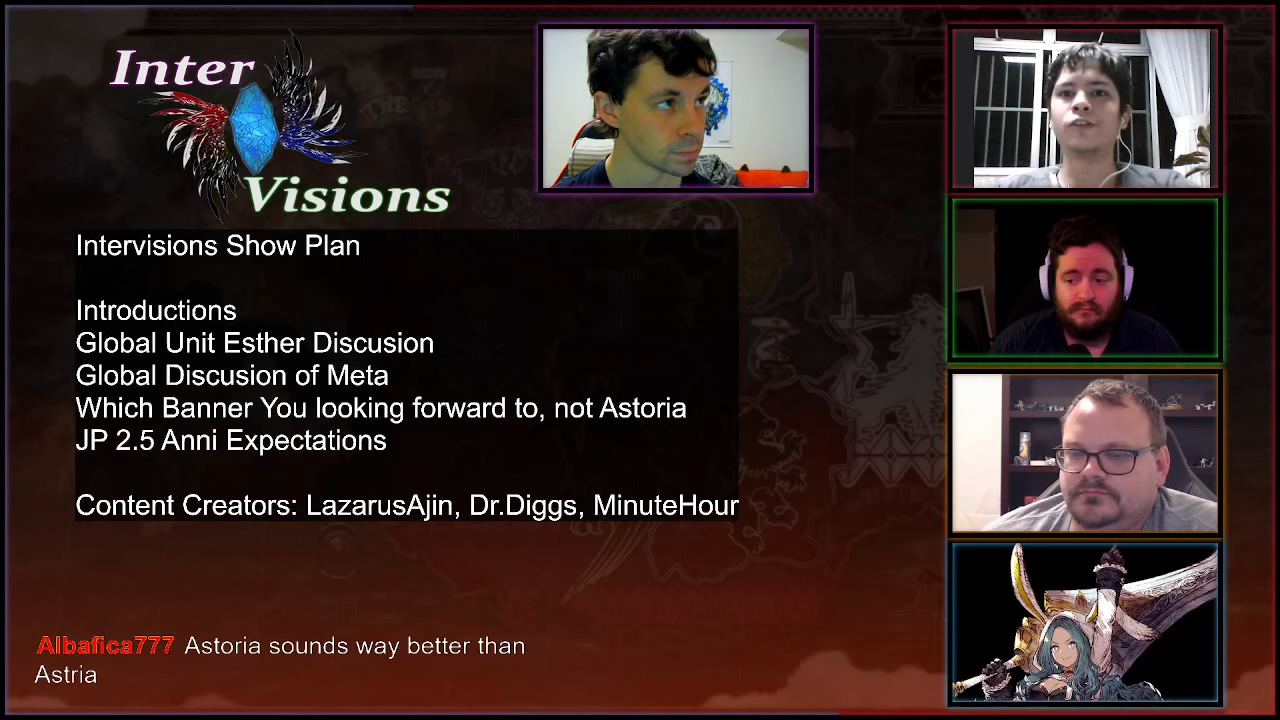 Inter
Visions
Intervisions Show Plan
Introductions
Global Unit Esther Discusion
Global Discusion of Meta
Which Banner You looking forward to, not Astoria
JP 2.5 Anni Expectations
Content Creators: LazarusAjin, Dr.Diggs, MinuteHour
Albafica777 Astoria sounds way better than
Astria